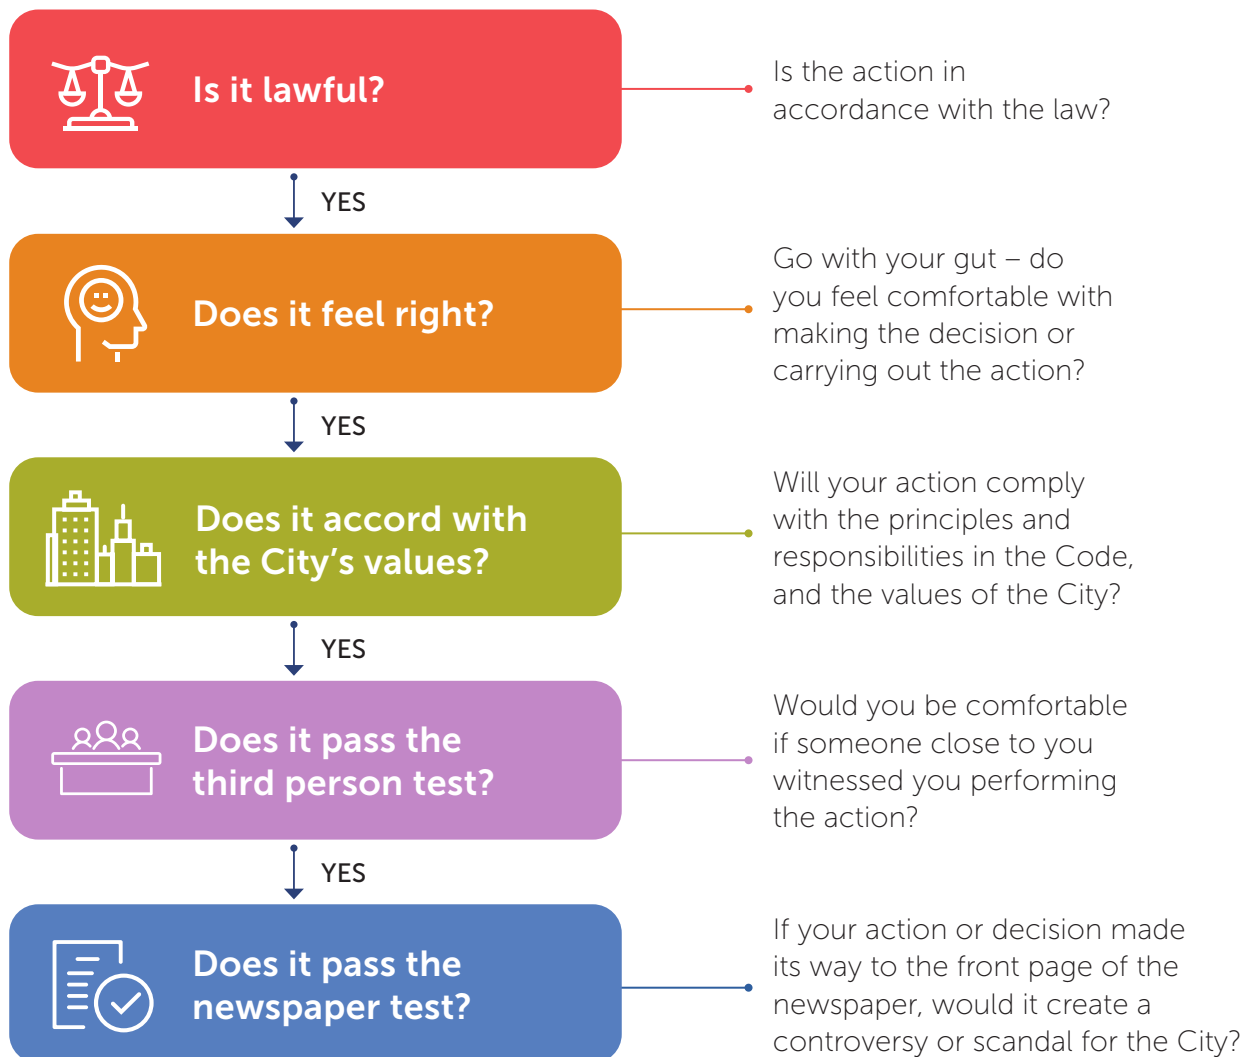 Is it lawful?
Is the action in
accordance with the law?
YES
Does it feel right?
Go with your gut – do
you feel comfortable with
making the decision or
carrying out the action?
YES
Does it accord with
the City’s values?
Will your action comply
with the principles and
responsibilities in the Code,
and the values of the City?
YES
Does it pass the
third person test?
Would you be comfortable
if someone close to you
witnessed you performing
the action?
YES
Does it pass the
newspaper test?
If your action or decision made
its way to the front page of the
newspaper, would it create a
controversy or scandal for the City?